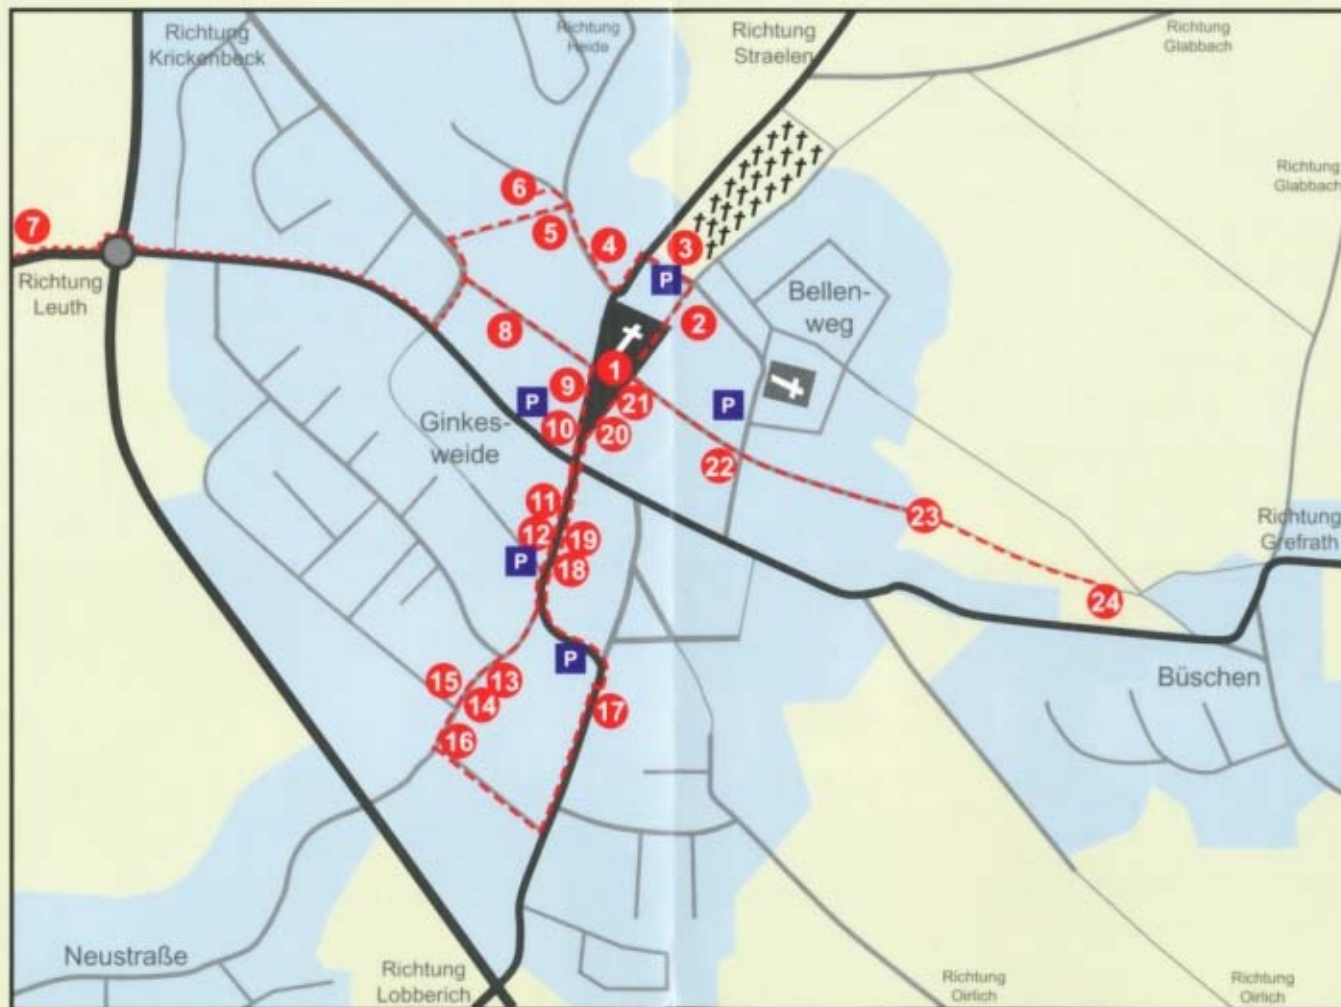 Richtung
Krickenbeck
Richtung
Heide
Richtung
Straelen
Richtung
Glabbach
Richtung
Glabbach
7
6
5
4
3
P
Richtung
Leuth
2
Bellen-
weg
8
1
9
P
21
P
10
20
Ginkes-
weide
22
11
23
12
19
P
18
Richtung
Grefrath
24
P
15
13
14
17
16
Büschen
Neustraße
Richtung
Lobberich
Richtung
Oirlich
Richtung
Oirlich